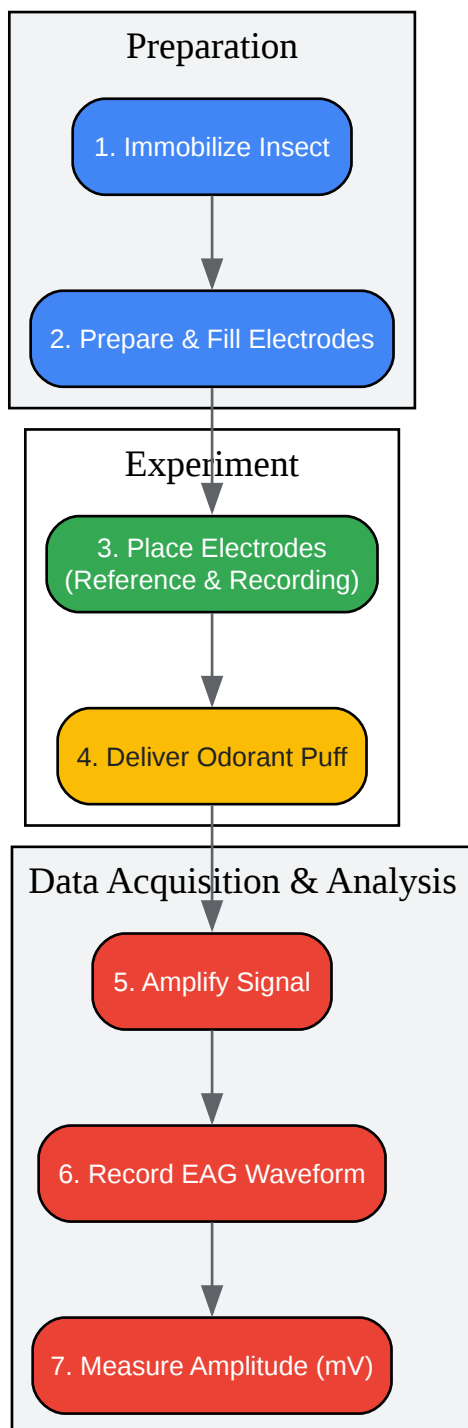 Preparation
1. Immobilize Insect
2. Prepare & Fill Electrodes
Experiment
3. Place Electrodes
(Reference & Recording)
4. Deliver Odorant Puff
Data Acquisition & Analysis
5. Amplify Signal
6. Record EAG Waveform
7. Measure Amplitude (mV)